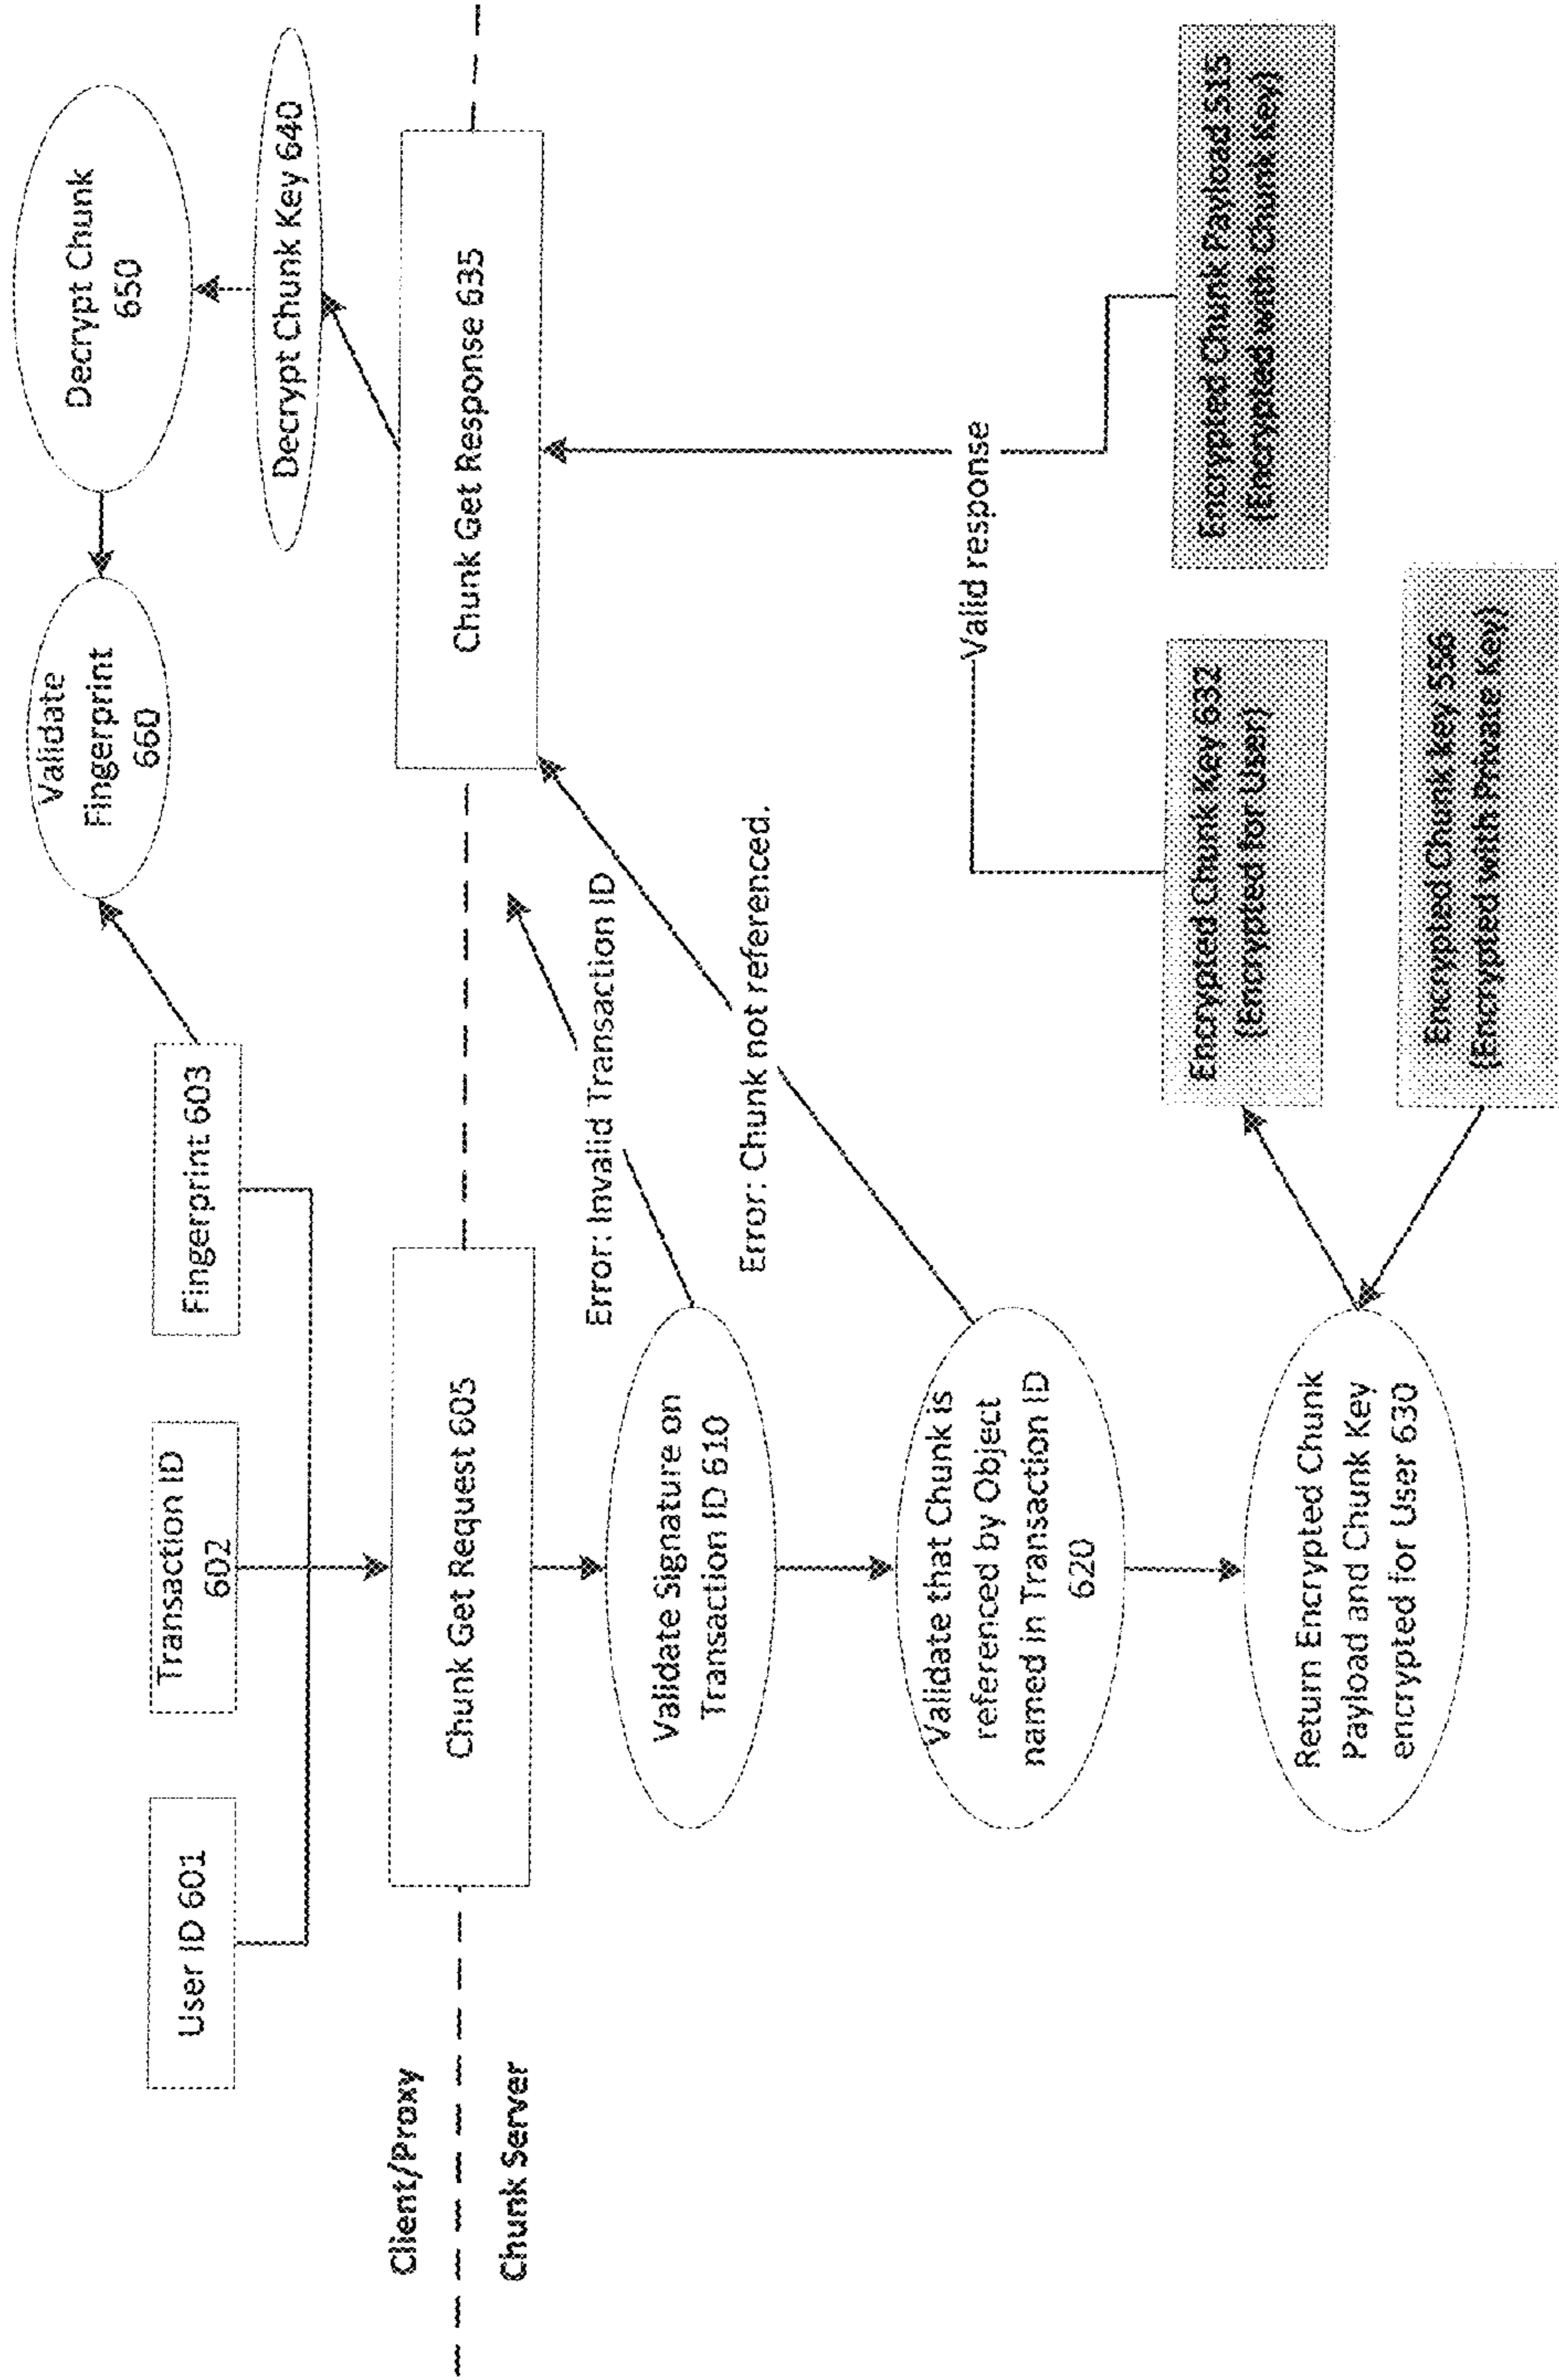 User ID 601
Transaction ID
602
Fingerprint 603
Validate
Fingerprint
660
Decrypt Chunk
650
Decrypt Chunk Key 640
Client/Proxy
Chunk Server
Chunk Get Request 605
Chunk Get Response 635
Validate Signature on
Transaction ID 610
Error: Invalid Transaction ID
Error: Chunk not referenced.
Validate that Chunk is
referenced by Object
named in Transaction ID
620
Valid response
Return Encrypted Chunk
Payload and Chunk Key
encrypted for User 630
Encrypted Chunk Key 632
(Encrypted for User)
Encrypted Chunk Payload 515
(Encrypted with Chunk Key)
Encrypted Chunk key 556
(Encrypted with Private Key)